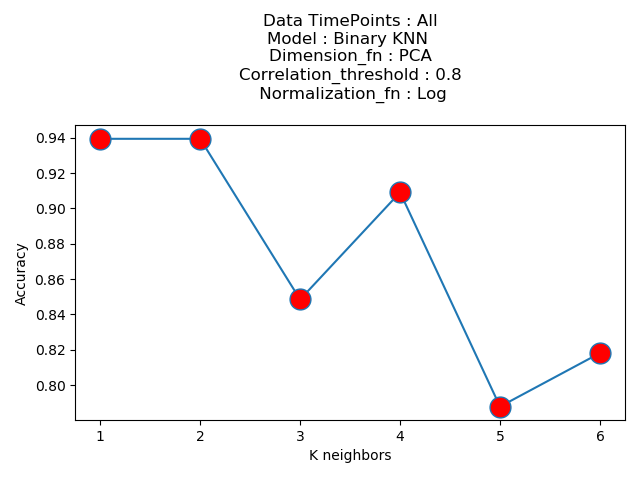 Data TimePoints : All
Model : Binary KNN
Dimension_fn : PCA
Correlation_threshold : 0.8
Normalization_fn : Log
0.94
0.92
0.90
0.88
0.86
0.84
0.82
0.80
Accuracy
1 2 3 4 5 6
K neighbors